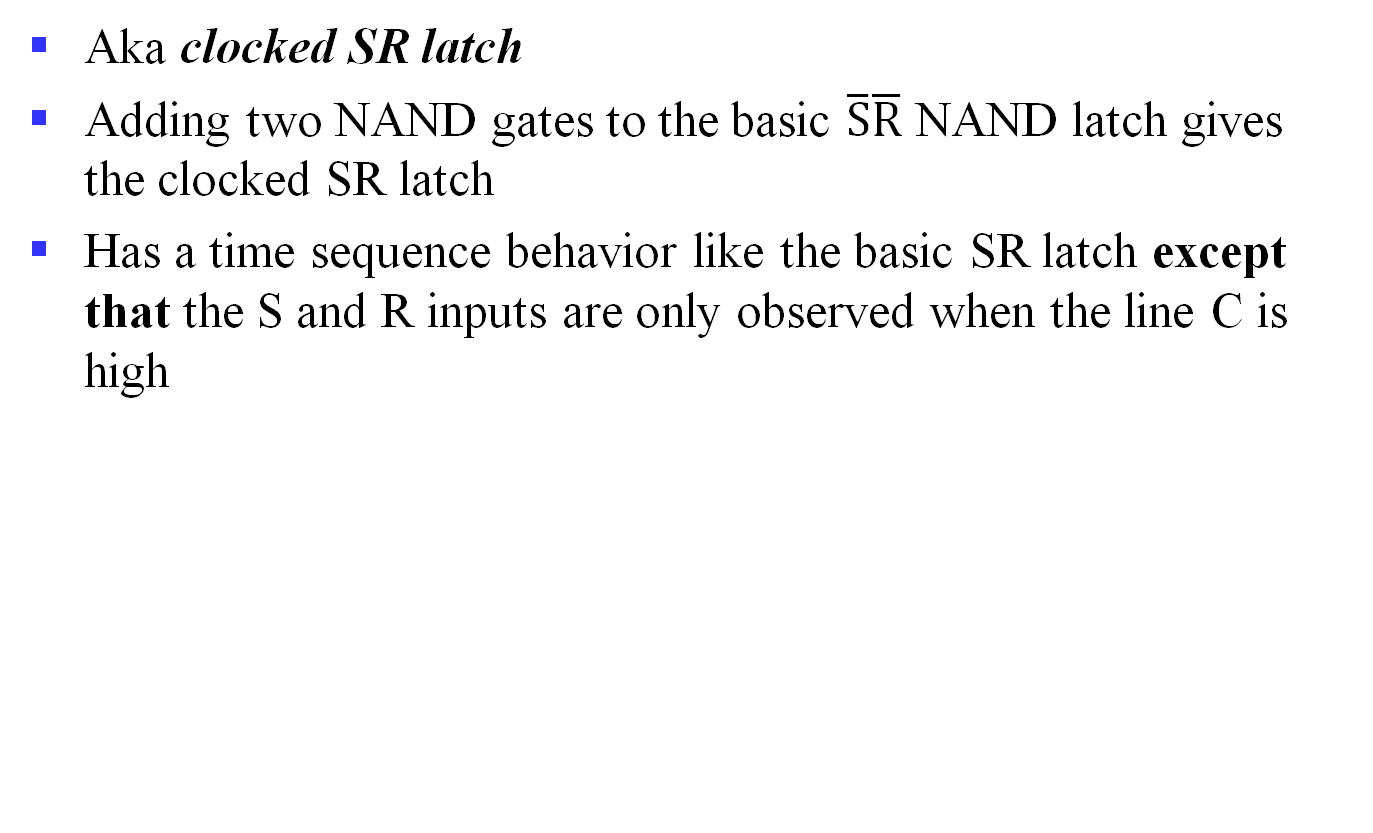 ▪ Aka clocked SR latch
▪ Adding two NAND gates to the basic S̅R̅ NAND latch gives
the clocked SR latch
▪ Has a time sequence behavior like the basic SR latch except
that the S and R inputs are only observed when the line C is
high